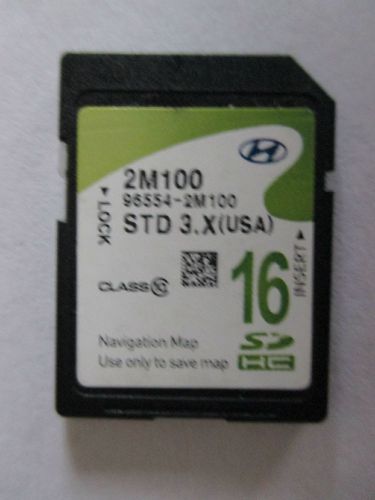 2M100
96554-2M100
STD 3.X(USA)
LOCK
INSERT
CLASS 10
16
Navigation Map
Use only to save map
SD
HC